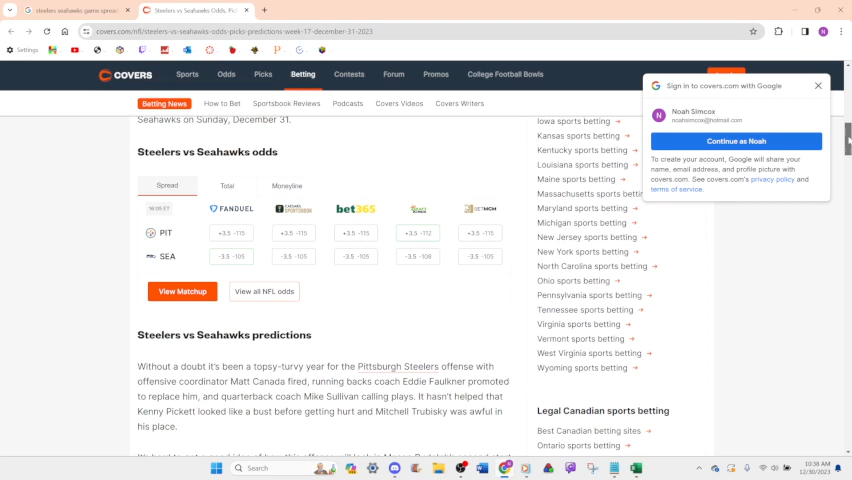 steelers seahawks game spread
Steelers vs Seahawks Odds, Pick
covers.com/nfl/steelers-vs-seahawks-odds-picks-predictions-week-17-december-31-2023
Settings
COVERS
Sports
Odds
Picks
Betting
Contests
Forum
Promos
College Football Bowls
Betting News
How to Bet
Sportsbook Reviews
Podcasts
Covers Videos
Covers Writers
Sign in to covers.com with Google
Noah Simcox
noahsimcox@hotmail.com
Continue as Noah
To create your account, Google will share your
name, email address, and profile picture with
covers.com. See covers.com's privacy policy and
terms of service.
Seahawks on Sunday, December 31.
Steelers vs Seahawks odds
Spread
Total
Moneyline
16:05 ET
FANDUEL
bet365
BETMGM
PIT
+3.5 -115
+3.5 -115
+3.5 -115
+3.5 -112
+3.5 -115
SEA
-3.5 -105
-3.5 -105
-3.5 -105
-3.5 -108
-3.5 -105
View Matchup
View all NFL odds
Steelers vs Seahawks predictions
Without a doubt it's been a topsy-turvy year for the Pittsburgh Steelers offense with
offensive coordinator Matt Canada fired, running backs coach Eddie Faulkner promoted
to replace him, and quarterback coach Mike Sullivan calling plays. It hasn't helped that
Kenny Pickett looked like a bust before getting hurt and Mitchell Trubisky was awful in
his place.
Iowa sports betting
Kansas sports betting
Kentucky sports betting
Louisiana sports betting
Maine sports betting
Massachusetts sports bettin
Maryland sports betting
Michigan sports betting
New Jersey sports betting
New York sports betting
North Carolina sports betting
Ohio sports betting
Pennsylvania sports betting
Tennessee sports betting
Virginia sports betting
Vermont sports betting
West Virginia sports betting
Wyoming sports betting
Legal Canadian sports betting
Best Canadian betting sites
Ontario sports betting
Search
10:38 AM
12/30/2023